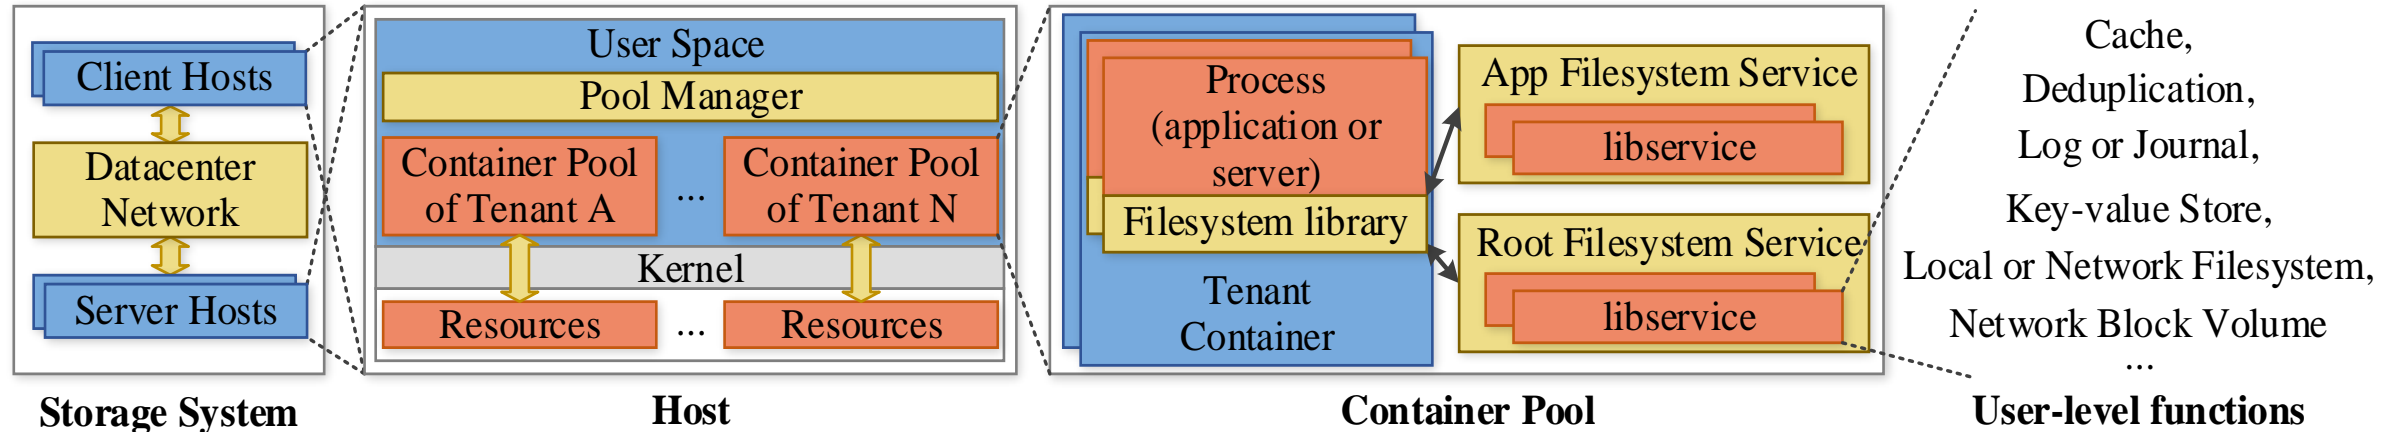 Client Hosts
Datacenter
Network
Server Hosts
Storage System
User Space
Pool Manager
Container Pool
of Tenant A
...
Container Pool
of Tenant N
Kernel
Resources
...
Resources
Host
Process
(application or
server)
Filesystem library
Tenant
Container
App Filesystem Service
libservice
Root Filesystem Service
libservice
Container Pool
Cache,
Deduplication,
Log or Journal,
Key-value Store,
Local or Network Filesystem,
Network Block Volume
...
User-level functions